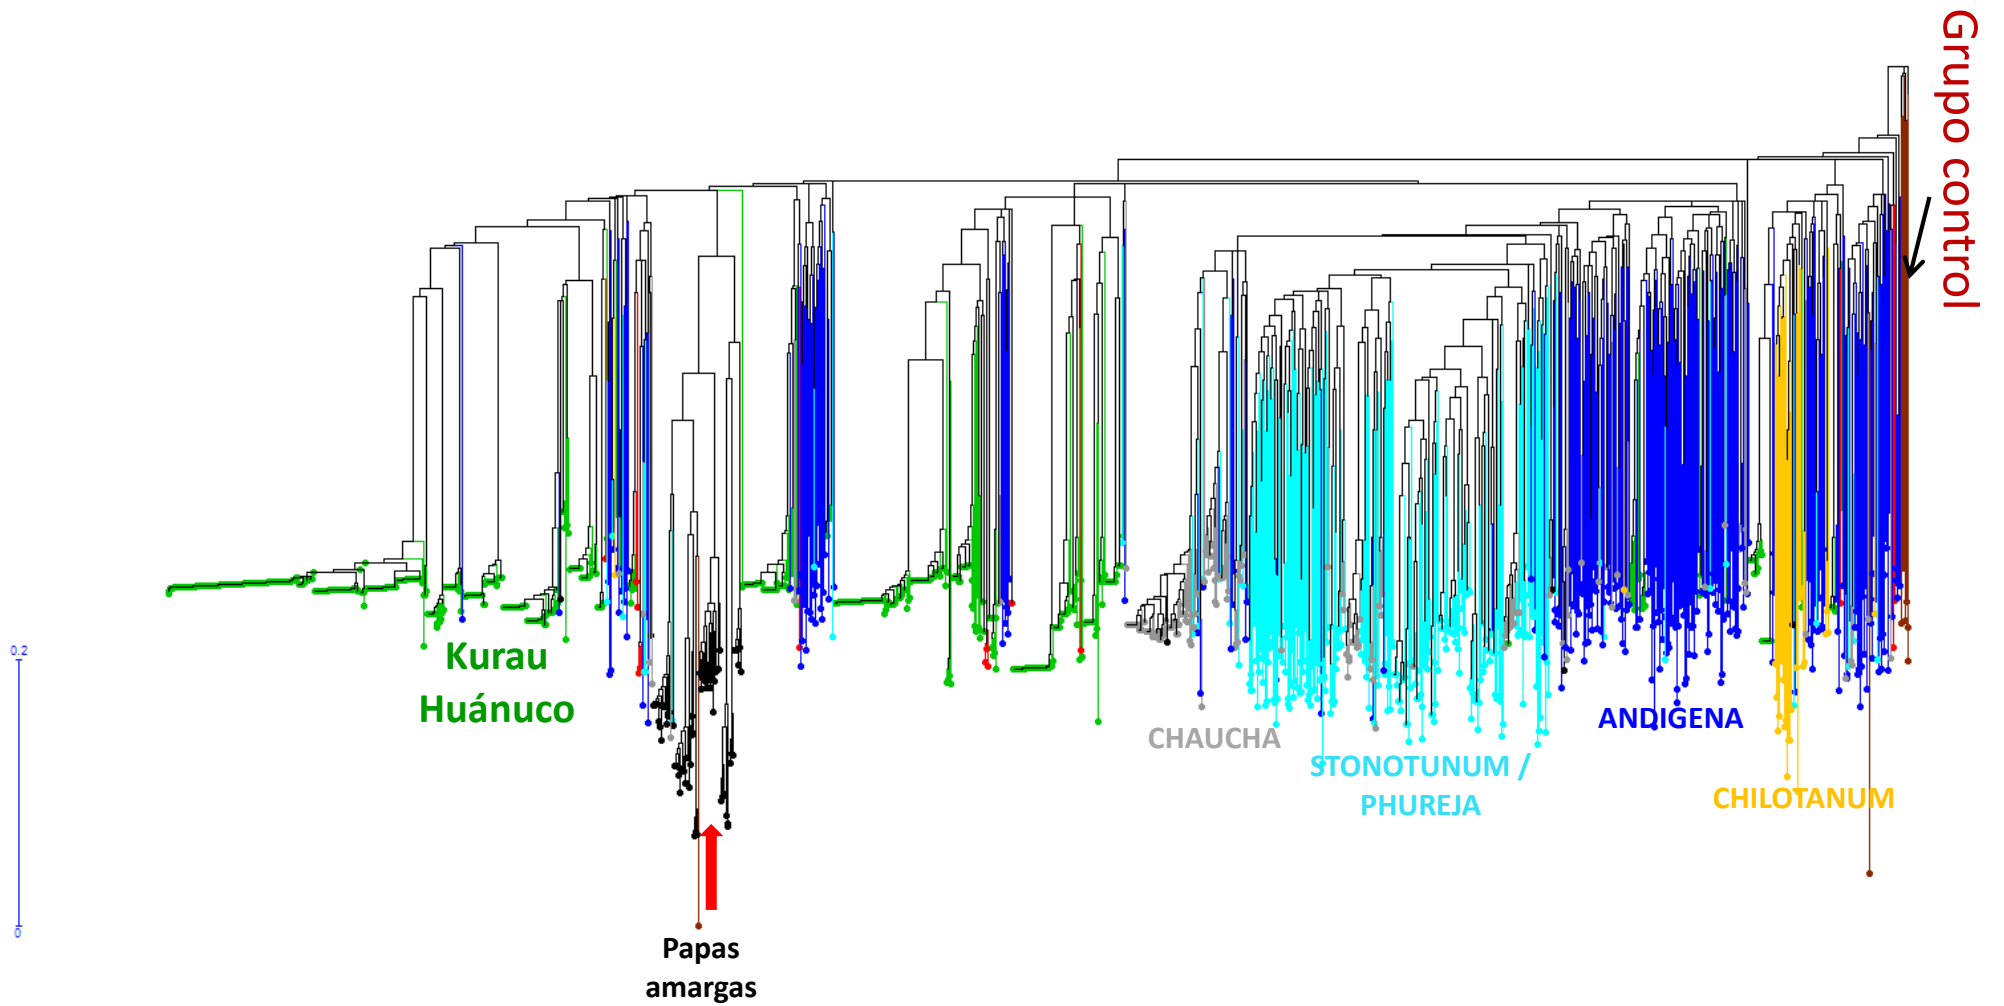 Grupo control
0.2
Kurau
Huánuco
CHAUCHA
ANDIGENA
STONOTUNUM /
PHUREJA
CHILOTANUM
0
Papas
amargas